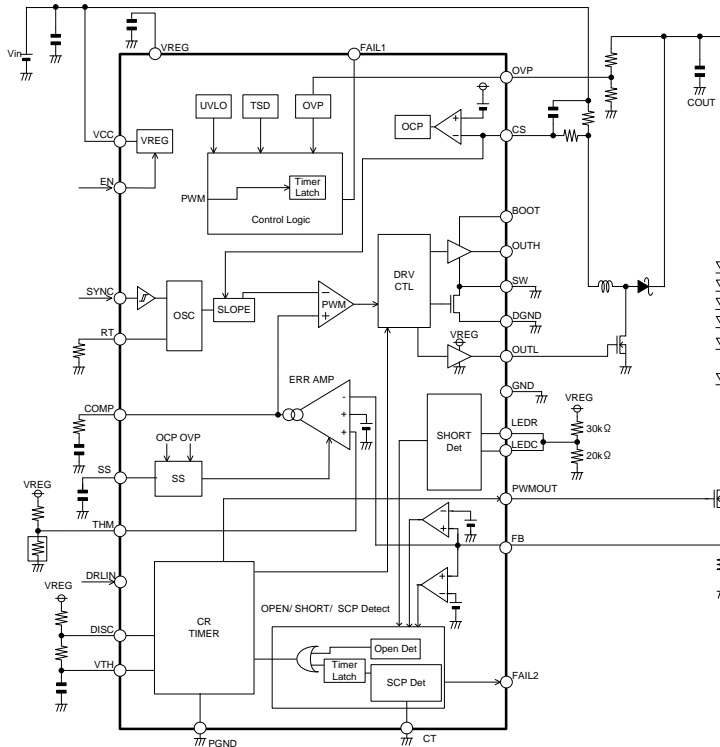 VREG
FAIL1
Vin
OVP
COUT
UVLO
TSD
OVP
OCP
CS
VCC
VREG
EN
PWM
Timer
Latch
Control Logic
BOOT
OUTH
DRV
CTL
SW
SYNC
OSC
SLOPE
PWM
DGND
RT
VREG
OUTL
ERR AMP
GND
VREG
COMP
SHORT
Det
LEDR
30kΩ
LEDC
20kΩ
OCP OVP
SS
SS
VREG
PWMOUT
THM
FB
DRLIN
VREG
CR
TIMER
OPEN/ SHORT/ SCP Detect
DISC
Open Det
Timer
Latch
SCP Det
VTH
FAIL2
PGND
CT